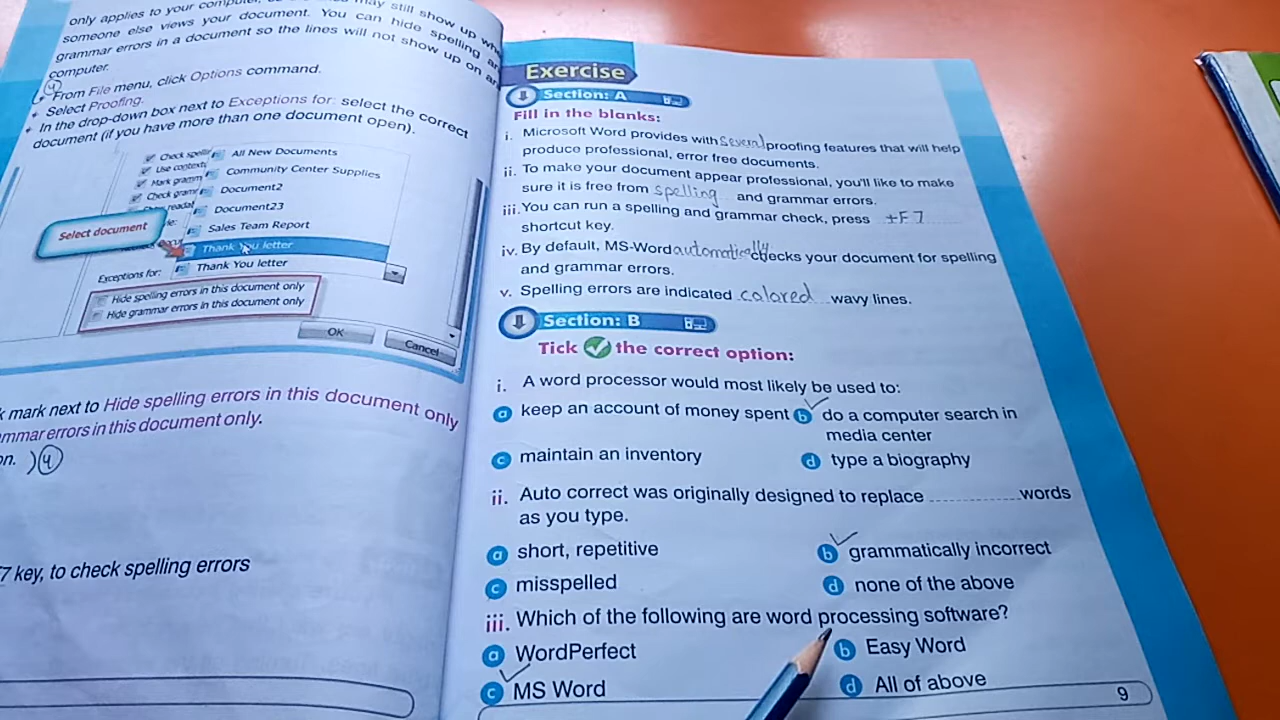 only applies to your
may still show up
someone else views your document. You can hide spelling
grammar errors in a document so the lines will not show up on
computer.
4
From File menu, click Options command.
Select Proofing.
In the drop-down box next to Exceptions for: select the correct
document (if you have more than one document open).
Check
All New Documents
Use
Community Center Supplies
Mark
Document2
Check
Document23
Sales Team Report
Select document
Thank You letter
Exceptions for:
Thank You letter
Hide spelling errors in this document only
Hide grammar errors in this document only
OK
Cancel
mark next to Hide spelling errors in this document only
errors in this document only.
4
7 key, to check spelling errors
Exercise
Section: A
Fill in the blanks:
i. Microsoft Word provides with several proofing features that will help
produce professional, error free documents.
ii. To make your document appear professional, you'll like to make
sure it is free from spelling and grammar errors.
iii. You can run a spelling and grammar check, press +F7
shortcut key.
iv. By default, MS-Word automatically checks your document for spelling
and grammar errors.
v. Spelling errors are indicated colored wavy lines.
Section: B
Tick the correct option:
i. A word processor would most likely be used to:
a keep an account of money spent b do a computer search in
media center
c maintain an inventory d type a biography
ii. Auto correct was originally designed to replace ............ words
as you type.
a short, repetitive b grammatically incorrect
c misspelled d none of the above
iii. Which of the following are word processing software?
a WordPerfect b Easy Word
c MS Word d All of above
9